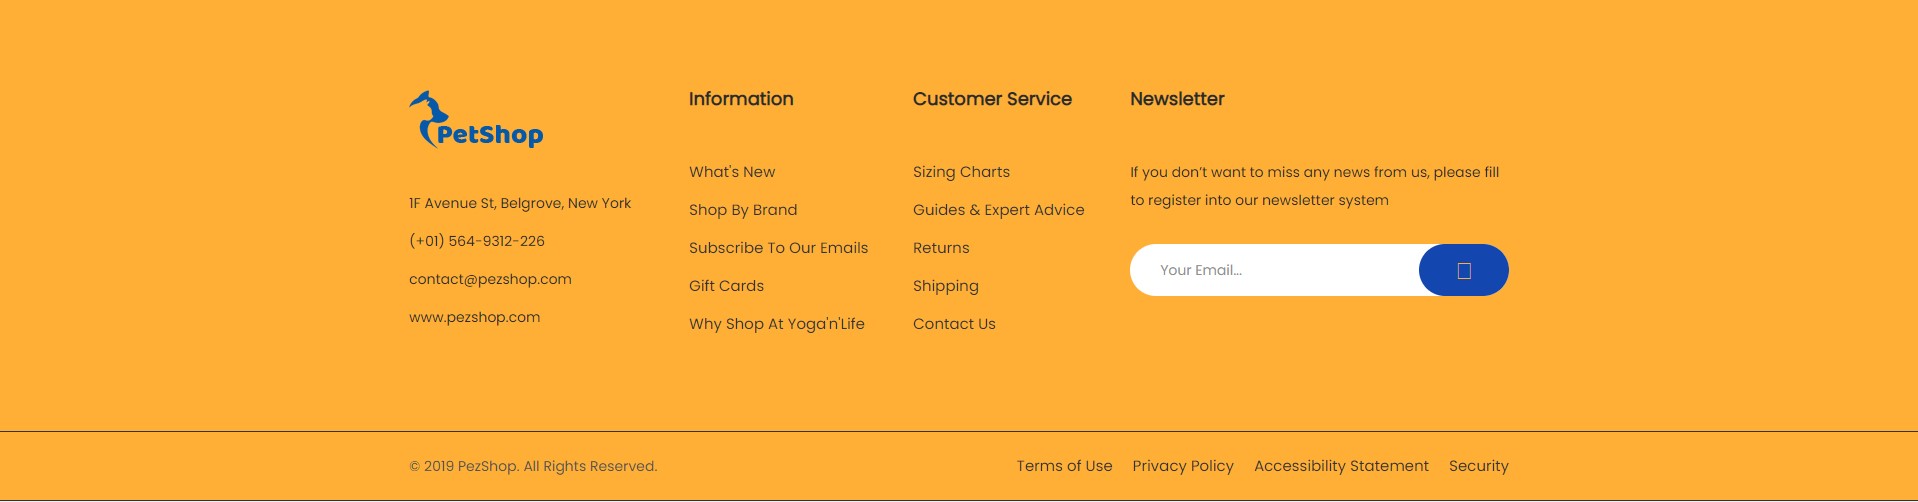 PetShop
1F Avenue St, Belgrove, New York
(+01) 564-9312-226
contact@pezshop.com
www.pezshop.com
Information
What's New
Shop By Brand
Subscribe To Our Emails
Gift Cards
Why Shop At Yoga'n'Life
Customer Service
Sizing Charts
Guides & Expert Advice
Returns
Shipping
Contact Us
Newsletter
If you don’t want to miss any news from us, please fill
to register into our newsletter system
Your Email...
© 2019 PezShop. All Rights Reserved.
Terms of Use Privacy Policy Accessibility Statement Security